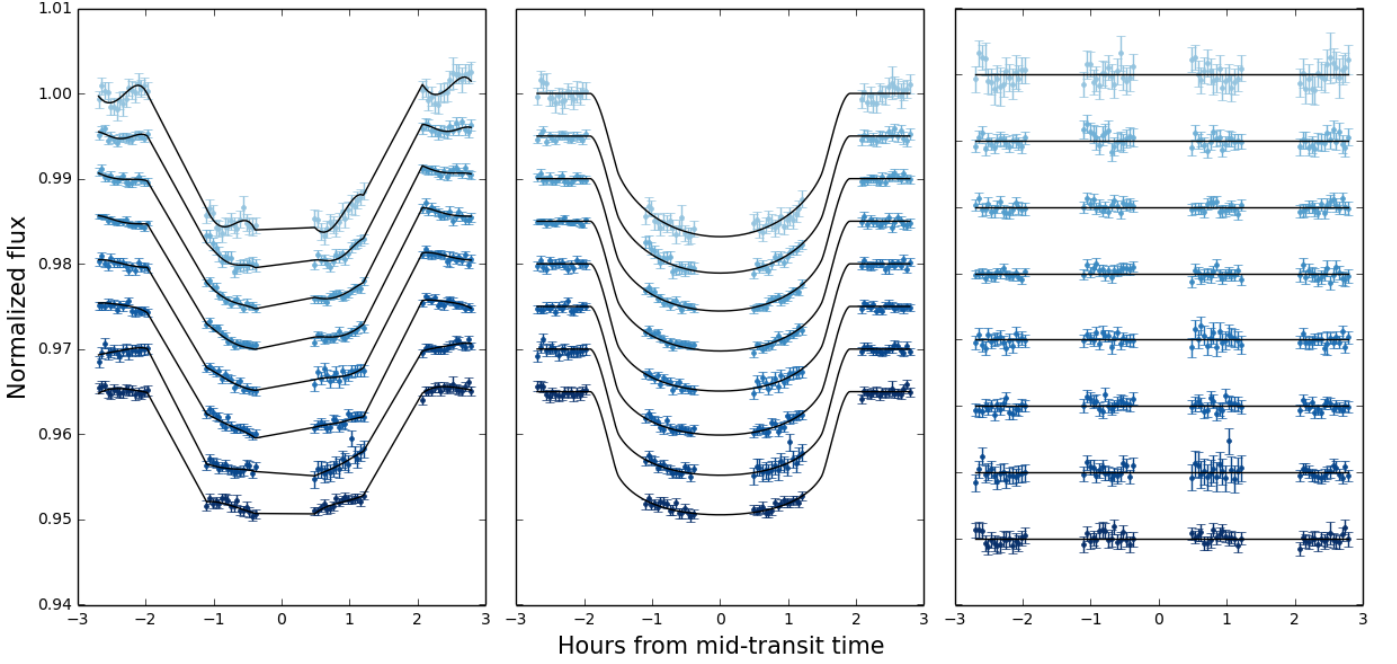 1.01
1.00
0.99
0.98
0.97
0.96
0.95
0.94
Normalized flux
−3 −2 −1 0 1 2 3
−3 −2 −1 0 1 2 3
−3 −2 −1 0 1 2 3
Hours from mid-transit time